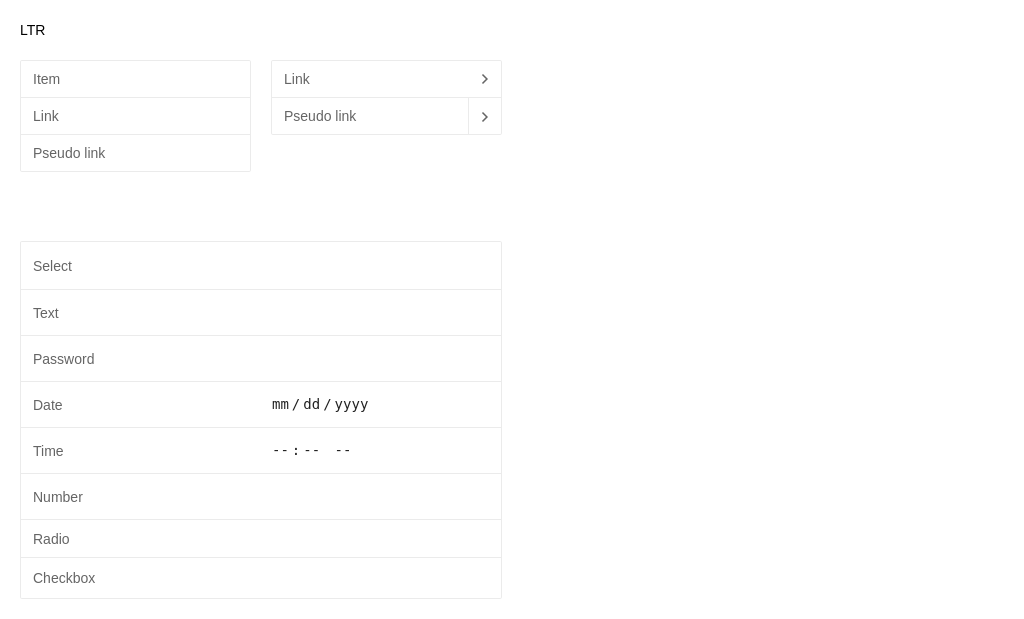 LTR
Item
Link
Pseudo link
Link
Pseudo link
Select
Text
Password
Date mm/dd/yyyy
Time --:-- --
Number
Radio
Checkbox